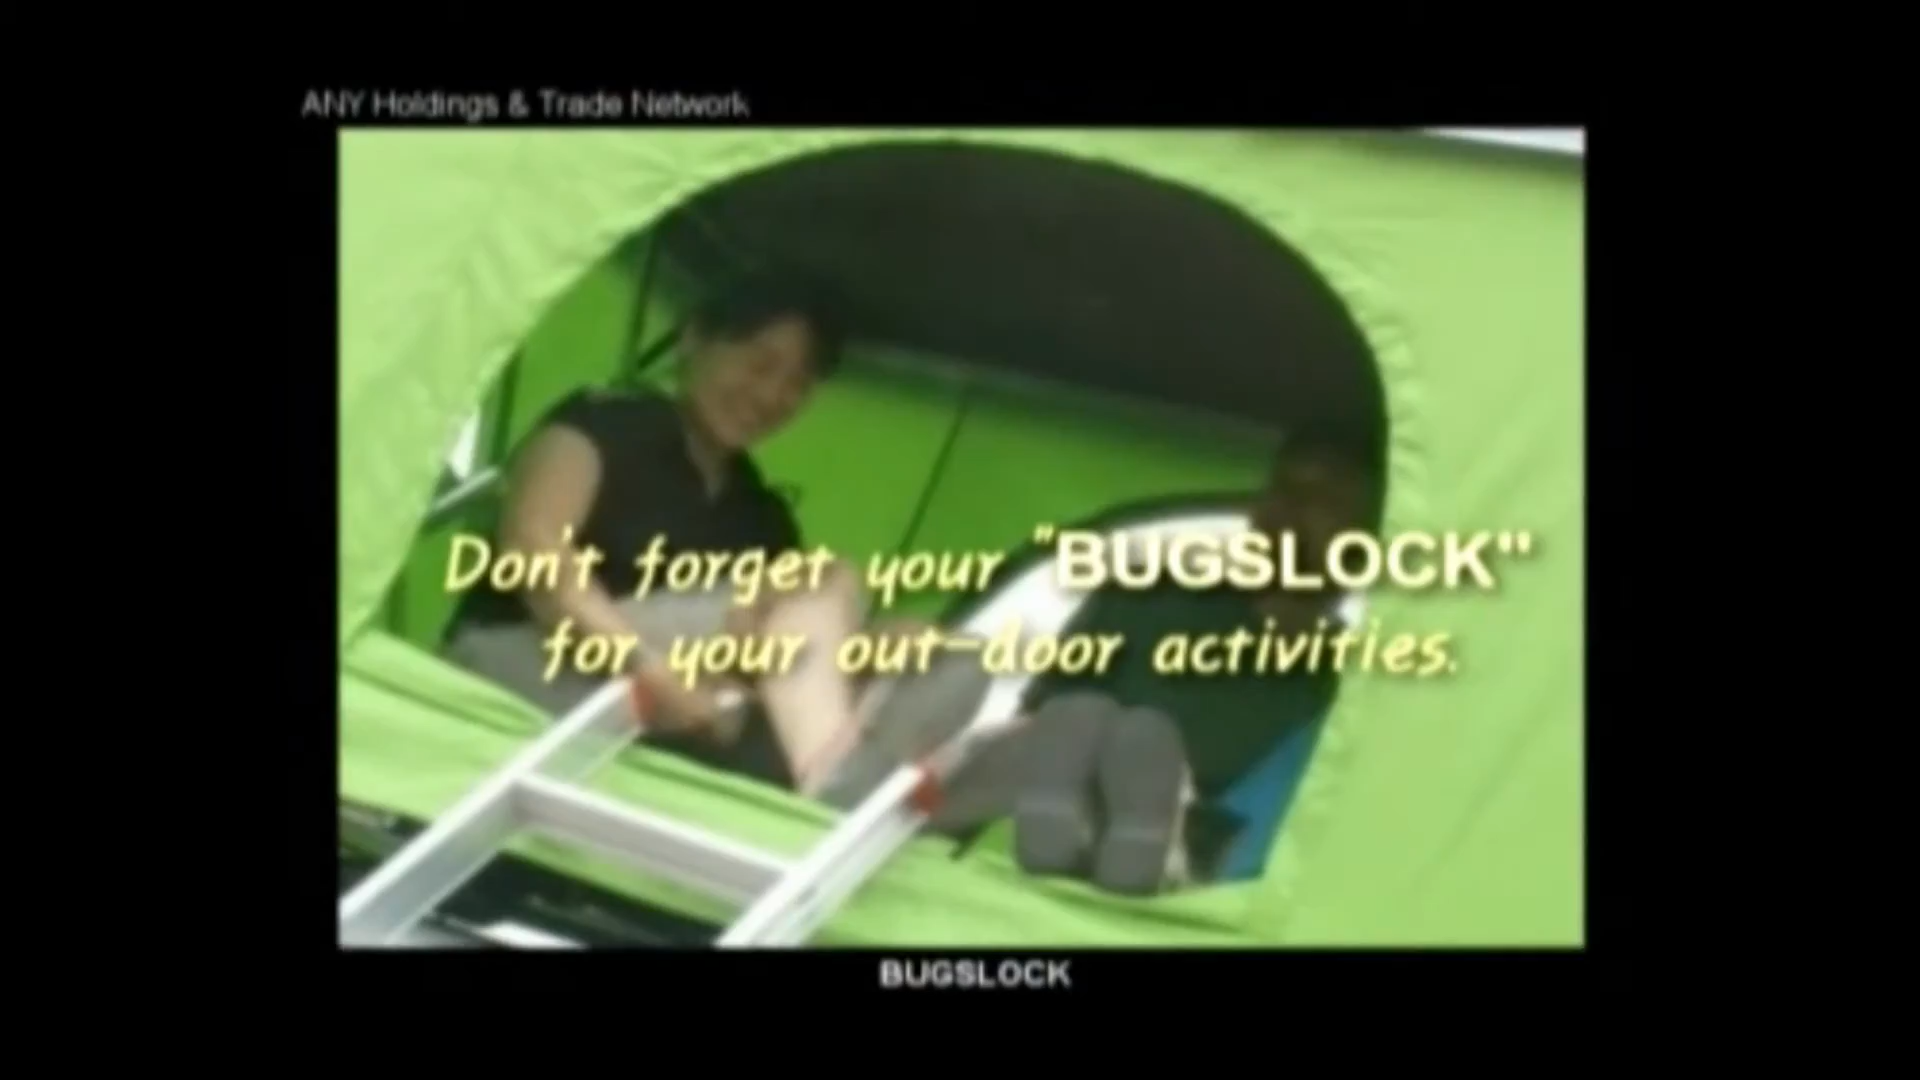 ANY Holdings & Trade Network
Don't forget your "BUGSLOCK"
for your out-door activities.
BUGSLOCK